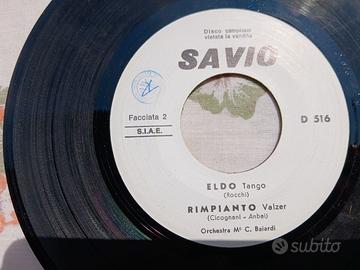 Disco campione
vietata la vendita
SAVIO
Facciata 2
S.I.A.E.
D 516
ELDO Tango
(Rocchi)
RIMPIANTO Valzer
(Cicognani - Anbai)
Orchestra Mº C. Baiardi
subito